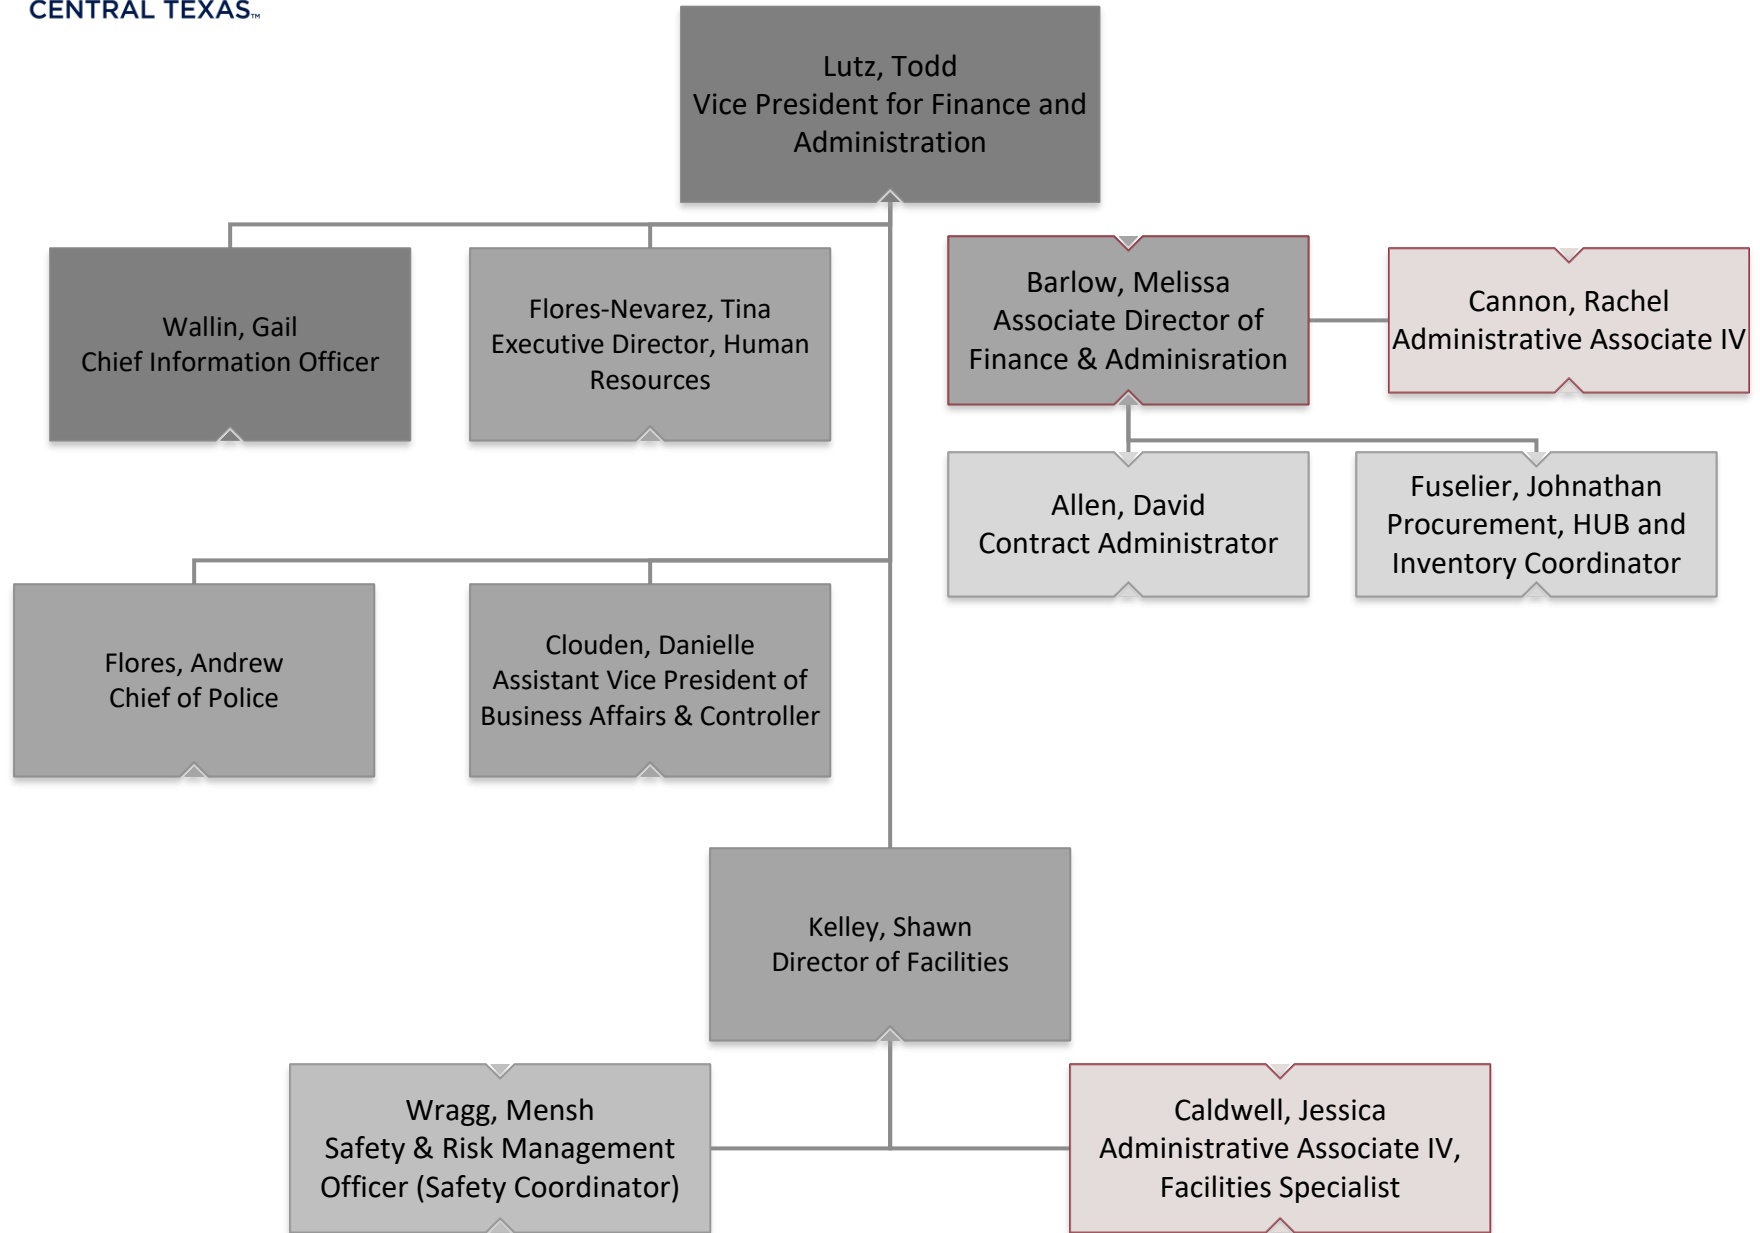 CENTRAL TEXAS™
Lutz, Todd
Vice President for Finance and
Administration
Wallin, Gail
Chief Information Officer
Flores-Nevarez, Tina
Executive Director, Human
Resources
Barlow, Melissa
Associate Director of
Finance & Adminisration
Cannon, Rachel
Administrative Associate IV
Allen, David
Contract Administrator
Fuselier, Johnathan
Procurement, HUB and
Inventory Coordinator
Flores, Andrew
Chief of Police
Clouden, Danielle
Assistant Vice President of
Business Affairs & Controller
Kelley, Shawn
Director of Facilities
Wragg, Mensh
Safety & Risk Management
Officer (Safety Coordinator)
Caldwell, Jessica
Administrative Associate IV,
Facilities Specialist